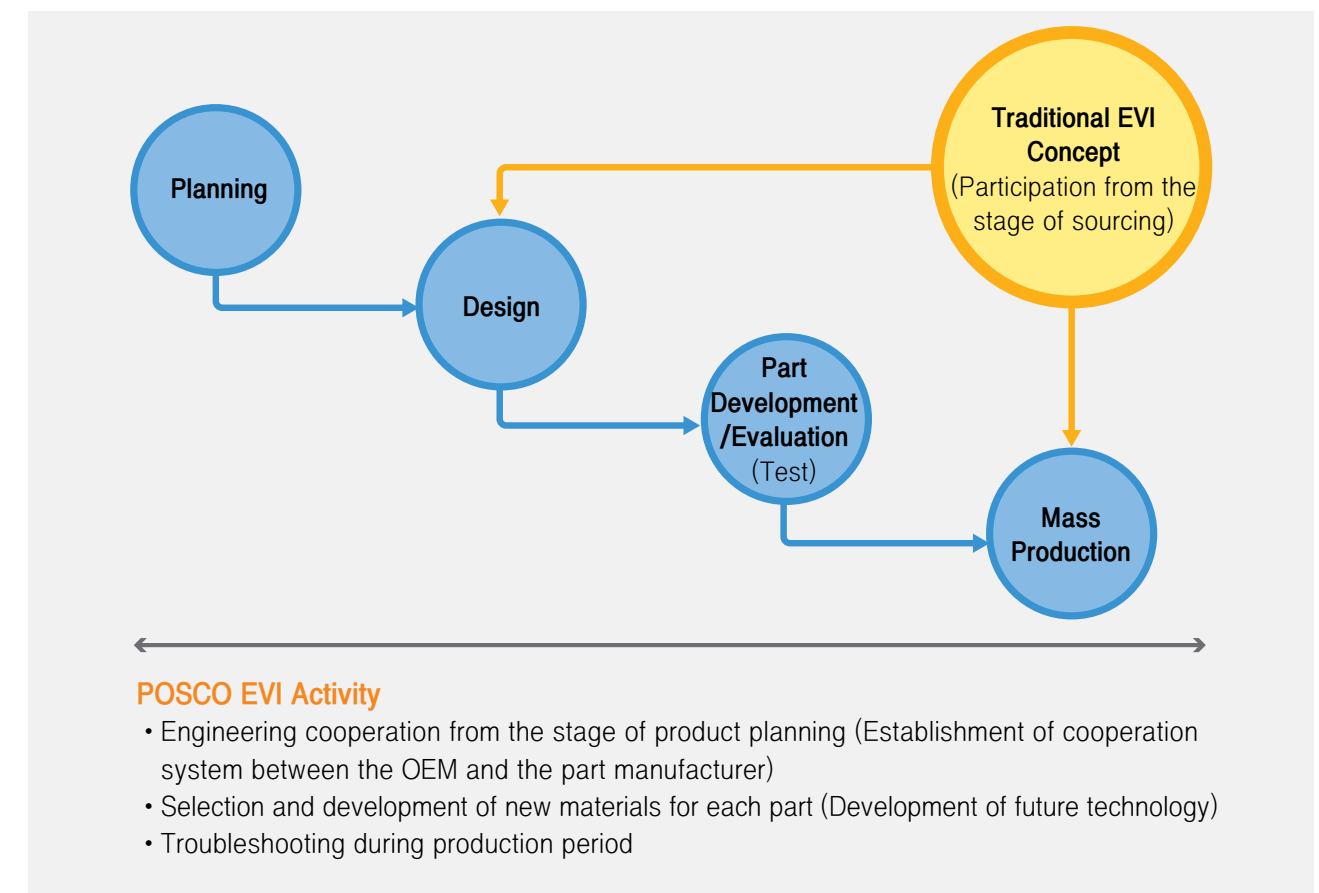 Planning
Design
Part
Development
/Evaluation
(Test)
Mass
Production
Traditional EVI
Concept
(Participation from the
stage of sourcing)
POSCO EVI Activity
• Engineering cooperation from the stage of product planning (Establishment of cooperation
system between the OEM and the part manufacturer)
• Selection and development of new materials for each part (Development of future technology)
• Troubleshooting during production period